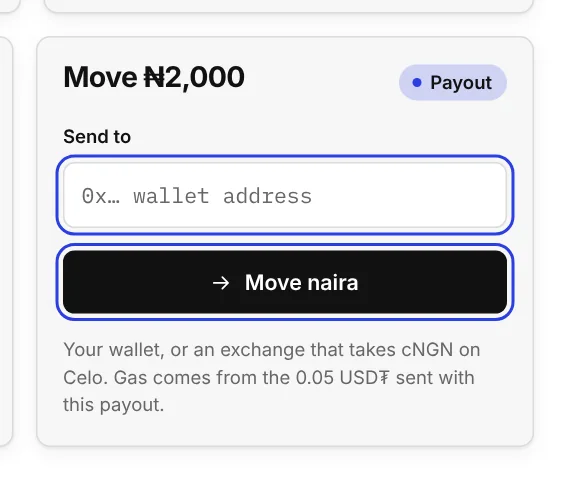 Move ₦2,000
Payout
Send to
0x… wallet address
→ Move naira
Your wallet, or an exchange that takes cNGN on
Celo. Gas comes from the 0.05 USD₮ sent with
this payout.